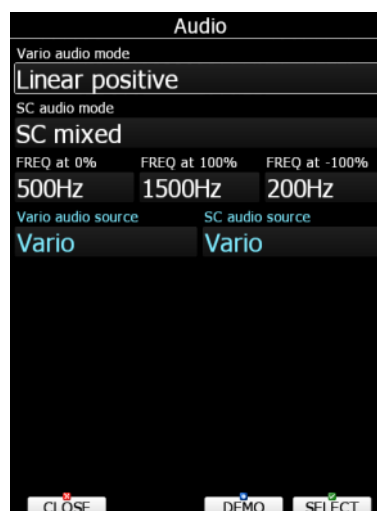 Audio
Vario audio mode
Linear positive
SC audio mode
SC mixed
FREQ at 0% FREQ at 100% FREQ at -100%
500Hz 1500Hz 200Hz
Vario audio source SC audio source
Vario Vario
CLOSE DEMO SELECT